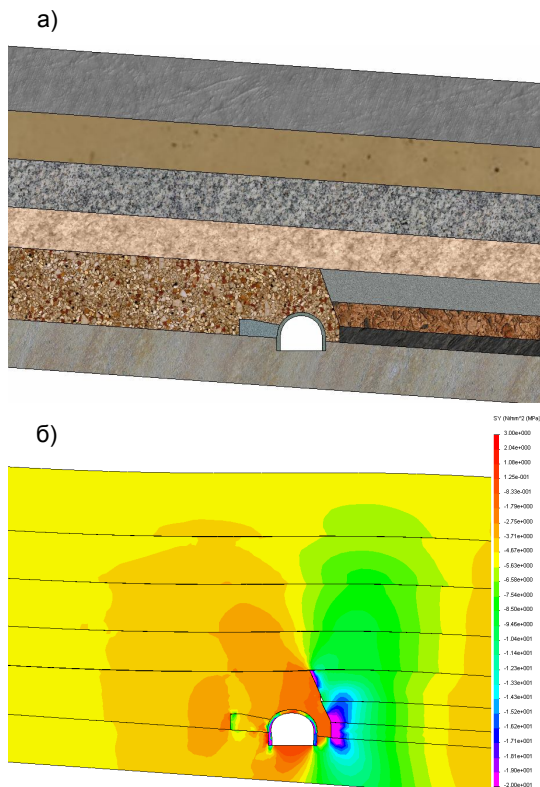 а)
б)
SY (N/mm^2 (MPa)
3.00e+000
2.04e+000
1.08e+000
1.25e-001
-8.33e-001
-1.79e+000
-2.75e+000
-3.71e+000
-4.67e+000
-5.63e+000
-6.58e+000
-7.54e+000
-8.50e+000
-9.46e+000
-1.04e+001
-1.14e+001
-1.23e+001
-1.33e+001
-1.43e+001
-1.52e+001
-1.62e+001
-1.71e+001
-1.81e+001
-1.90e+001
-2.00e+001